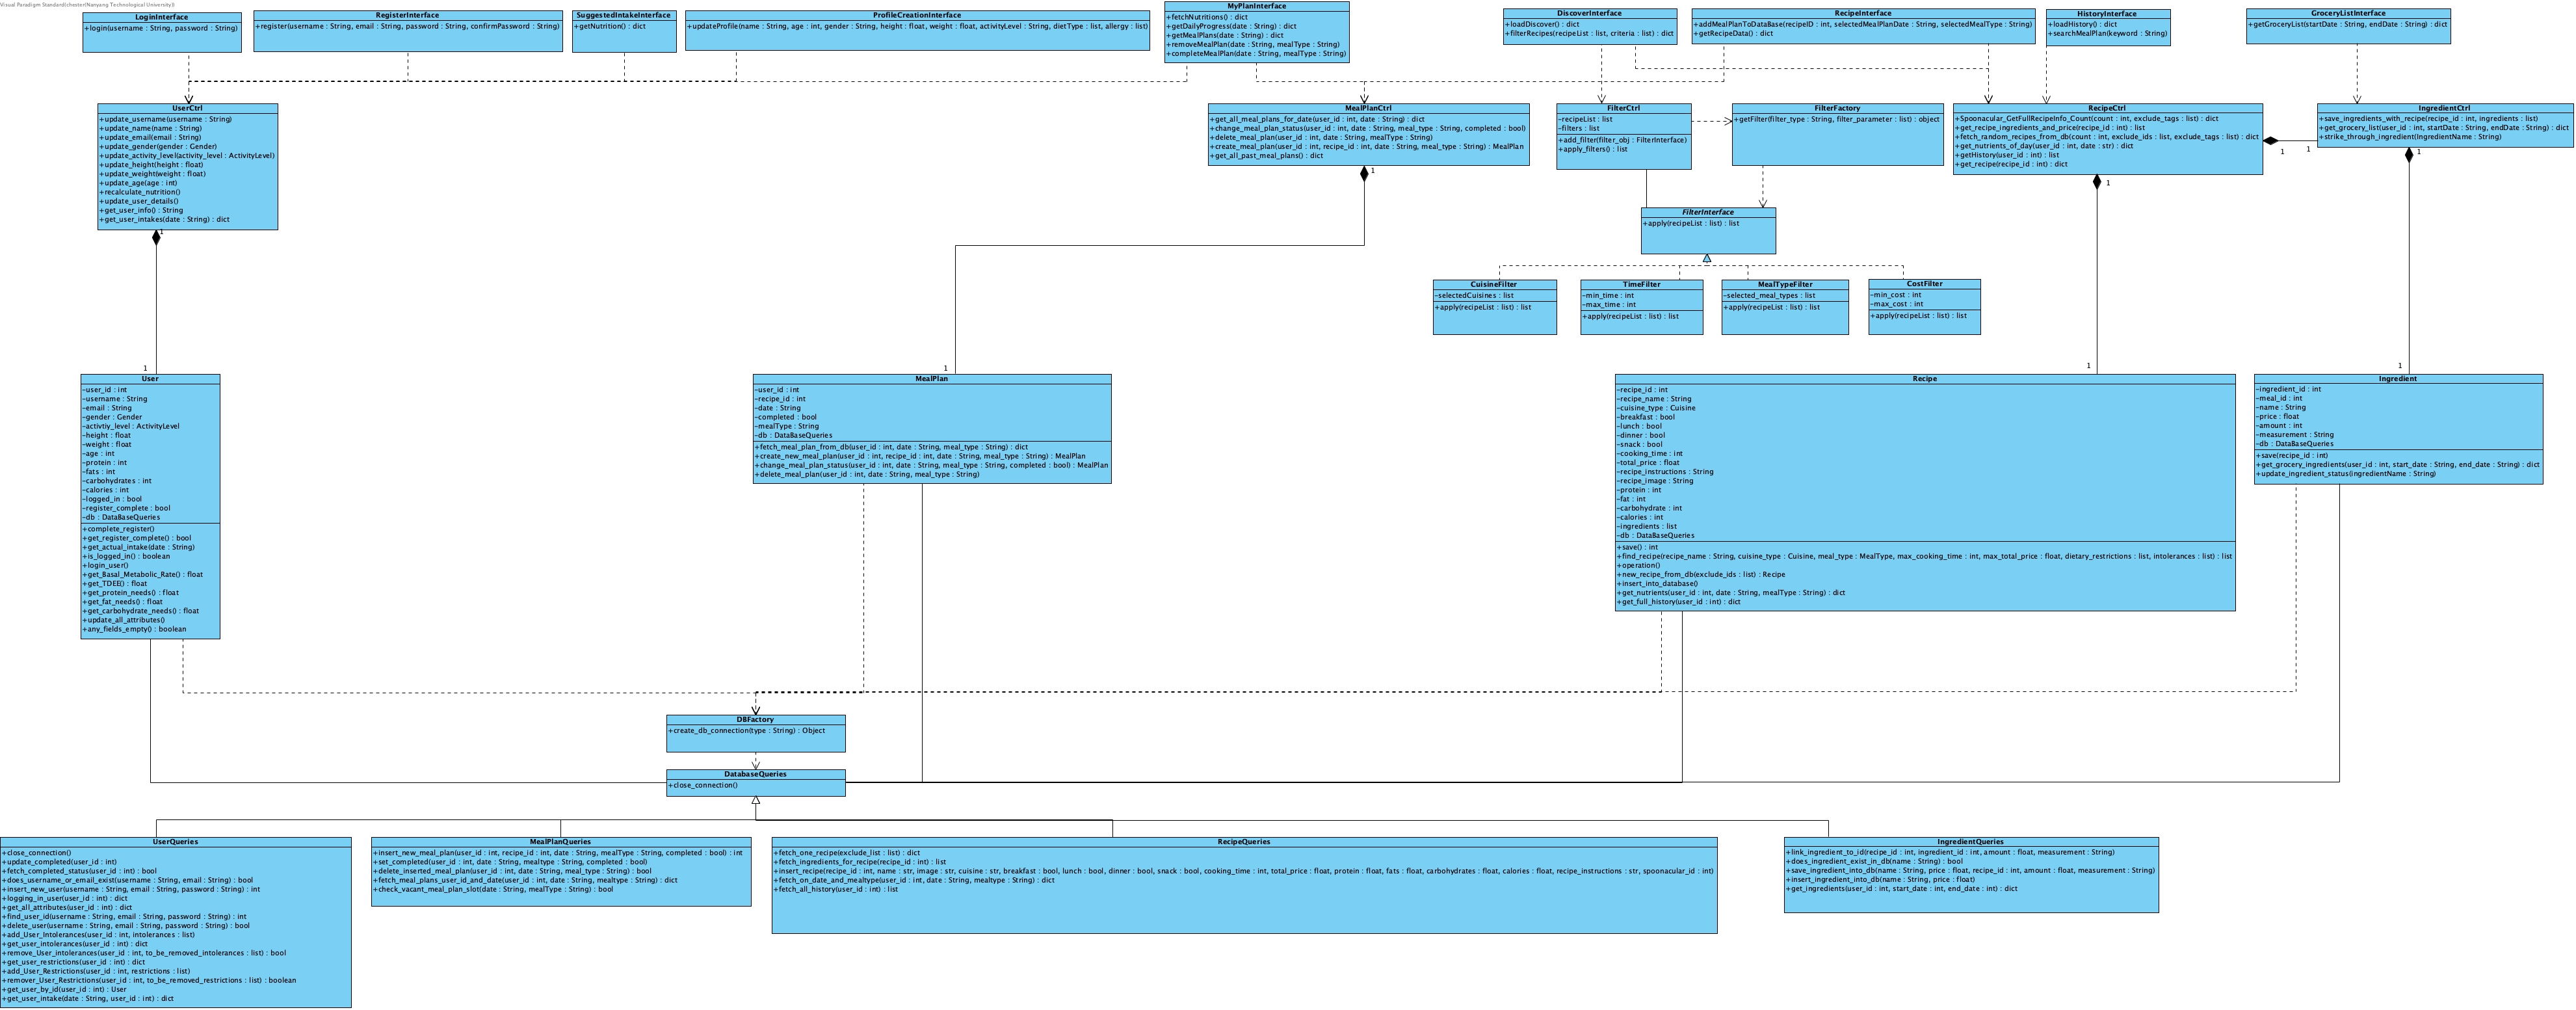 Visual Paradigm Standard(chester(Nanyang Technological University))
LoginInterface
+login(username : String, password : String)
RegisterInterface
+register(username : String, email : String, password : String, confirmPassword : String)
SuggestedIntakeInterface
+getNutrition() : dict
ProfileCreationInterface
+updateProfile(name : String, age : int, gender : String, height : float, weight : float, activityLevel : String, dietType : list, allergy : list)
MyPlanInterface
+fetchNutritions() : dict
+getDailyProgress(date : String) : dict
+getMealPlans(date : String) : dict
+removeMealPlan(date : String, mealType : String)
+completeMealPlan(date : String, mealType : String)
DiscoverInterface
+loadDiscover() : dict
+filterRecipes(recipeList : list, criteria : list) : dict
RecipeInterface
+addMealPlanToDataBase(recipeID : int, selectedMealPlanDate : String, selectedMealType : String)
+getRecipeData() : dict
HistoryInterface
+loadHistory() : dict
+searchMealPlan(keyword : String)
GroceryListInterface
+getGroceryList(startDate : String, endDate : String) : dict
UserCtrl
+update_username(username : String)
+update_name(name : String)
+update_email(email : String)
+update_gender(gender : Gender)
+update_activity_level(activity_level : ActivityLevel)
+update_height(height : float)
+update_weight(weight : float)
+update_age(age : int)
+recalculate_nutrition()
+update_user_details()
+get_user_info() : String
+get_user_intakes(date : String) : dict
MealPlanCtrl
+get_all_meal_plans_for_date(user_id : int, date : String) : dict
+change_meal_plan_status(user_id : int, date : String, meal_type : String, completed : bool)
+delete_meal_plan(user_id : int, date : String, mealType : String)
+create_meal_plan(user_id : int, recipe_id : int, date : String, meal_type : String) : MealPlan
+get_all_past_meal_plans() : dict
FilterCtrl
-recipeList : list
-filters : list
+add_filter(filter_obj : FilterInterface)
+apply_filters() : list
FilterFactory
+getFilter(filter_type : String, filter_parameter : list) : object
RecipeCtrl
+Spoonacular_GetFullRecipeInfo_Count(count : int, exclude_tags : list) : dict
+get_recipe_ingredients_and_price(recipe_id : int) : list
+fetch_random_recipes_from_db(count : int, exclude_ids : list, exclude_tags : list) : dict
+get_nutrients_of_day(user_id : int, date : str) : dict
+getHistory(user_id : int) : list
+get_recipe(recipe_id : int) : dict
IngredientCtrl
+save_ingredients_with_recipe(recipe_id : int, ingredients : list)
+get_grocery_list(user_id : int, startDate : String, endDate : String) : dict
+strike_through_ingredient(IngredientName : String)
1
1
1
1
1
1
FilterInterface
+apply(recipeList : list) : list
CuisineFilter
-selectedCuisines : list
+apply(recipeList : list) : list
TimeFilter
-min_time : int
-max_time : int
+apply(recipeList : list) : list
MealTypeFilter
-selected_meal_types : list
+apply(recipeList : list) : list
CostFilter
-min_cost : int
-max_cost : int
+apply(recipeList : list) : list
1
1
1
1
User
-user_id : int
-username : String
-email : String
-gender : Gender
-activtiy_level : ActivityLevel
-height : float
-weight : float
-age : int
-protein : int
-fats : int
-carbohydrates : int
-calories : int
-logged_in : bool
-register_complete : bool
-db : DataBaseQueries
+complete_register()
+get_register_complete() : bool
+get_actual_intake(date : String)
+is_logged_in() : boolean
+login_user()
+get_Basal_Metabolic_Rate() : float
+get_TDEE() : float
+get_protein_needs() : float
+get_fat_needs() : float
+get_carbohydrate_needs() : float
+update_all_attributes()
+any_fields_empty() : boolean
MealPlan
-user_id : int
-recipe_id : int
-date : String
-completed : bool
-mealType : String
-db : DataBaseQueries
+fetch_meal_plan_from_db(user_id : int, date : String, meal_type : String) : dict
+create_new_meal_plan(user_id : int, recipe_id : int, date : String, meal_type : String) : MealPlan
+change_meal_plan_status(user_id : int, date : String, meal_type : String, completed : bool) : MealPlan
+delete_meal_plan(user_id : int, date : String, meal_type : String)
Recipe
-recipe_id : int
-recipe_name : String
-cuisine_type : Cuisine
-breakfast : bool
-lunch : bool
-dinner : bool
-snack : bool
-cooking_time : int
-total_price : float
-recipe_instructions : String
-recipe_image : String
-protein : int
-fat : int
-carbohydrate : int
-calories : int
-ingredients : list
-db : DataBaseQueries
+save() : int
+find_recipe(recipe_name : String, cuisine_type : Cuisine, meal_type : MealType, max_cooking_time : int, max_total_price : float, dietary_restrictions : list, intolerances : list) : list
+operation()
+new_recipe_from_db(exclude_ids : list) : Recipe
+insert_into_database()
+get_nutrients(user_id : int, date : String, mealType : String) : dict
+get_full_history(user_id : int) : dict
Ingredient
-ingredient_id : int
-meal_id : int
-name : String
-price : float
-amount : int
-measurement : String
-db : DataBaseQueries
+save(recipe_id : int)
+get_grocery_ingredients(user_id : int, start_date : String, end_date : String) : dict
+update_ingredient_status(ingredientName : String)
DBFactory
+create_db_connection(type : String) : Object
DatabaseQueries
+close_connection()
UserQueries
+close_connection()
+update_completed(user_id : int)
+fetch_completed_status(user_id : int) : bool
+does_username_or_email_exist(username : String, email : String) : bool
+insert_new_user(username : String, email : String, password : String) : int
+logging_in_user(user_id : int) : dict
+get_all_attributes(user_id : int) : dict
+find_user_id(username : String, email : String, password : String) : int
+delete_user(username : String, email : String, password : String) : bool
+add_User_Intolerances(user_id : int, intolerances : list)
+get_user_intolerances(user_id : int) : dict
+remove_User_intolerances(user_id : int, to_be_removed_intolerances : list) : bool
+get_user_restrictions(user_id : int) : dict
+add_User_Restrictions(user_id : int, restrictions : list)
+remover_User_Restrictions(user_id : int, to_be_removed_restrictions : list) : boolean
+get_user_by_id(user_id : int) : User
+get_user_intake(date : String, user_id : int) : dict
MealPlanQueries
+insert_new_meal_plan(user_id : int, recipe_id : int, date : String, mealType : String, completed : bool) : int
+set_completed(user_id : int, date : String, mealtype : String, completed : bool)
+delete_inserted_meal_plan(user_id : int, date : String, meal_type : String) : bool
+fetch_meal_plans_user_id_and_date(user_id : int, date : String, mealtype : String) : dict
+check_vacant_meal_plan_slot(date : String, mealType : String) : bool
RecipeQueries
+fetch_one_recipe(exclude_list : list) : dict
+fetch_ingredients_for_recipe(recipe_id : int) : list
+insert_recipe(recipe_id : int, name : str, image : str, cuisine : str, breakfast : bool, lunch : bool, dinner : bool, snack : bool, cooking_time : int, total_price : float, protein : float, fats : float, carbohydrates : float, calories : float, recipe_instructions : str, spoonacular_id : int)
+fetch_on_date_and_mealtype(user_id : int, date : String, mealtype : String) : dict
+fetch_all_history(user_id : int) : list
IngredientQueries
+link_ingredient_to_id(recipe_id : int, ingredient_id : int, amount : float, measurement : String)
+does_ingredient_exist_in_db(name : String) : bool
+save_ingredient_into_db(name : String, price : float, recipe_id : int, amount : float, measurement : String)
+insert_ingredient_into_db(name : String, price : float)
+get_ingredients(user_id : int, start_date : int, end_date : int) : dict